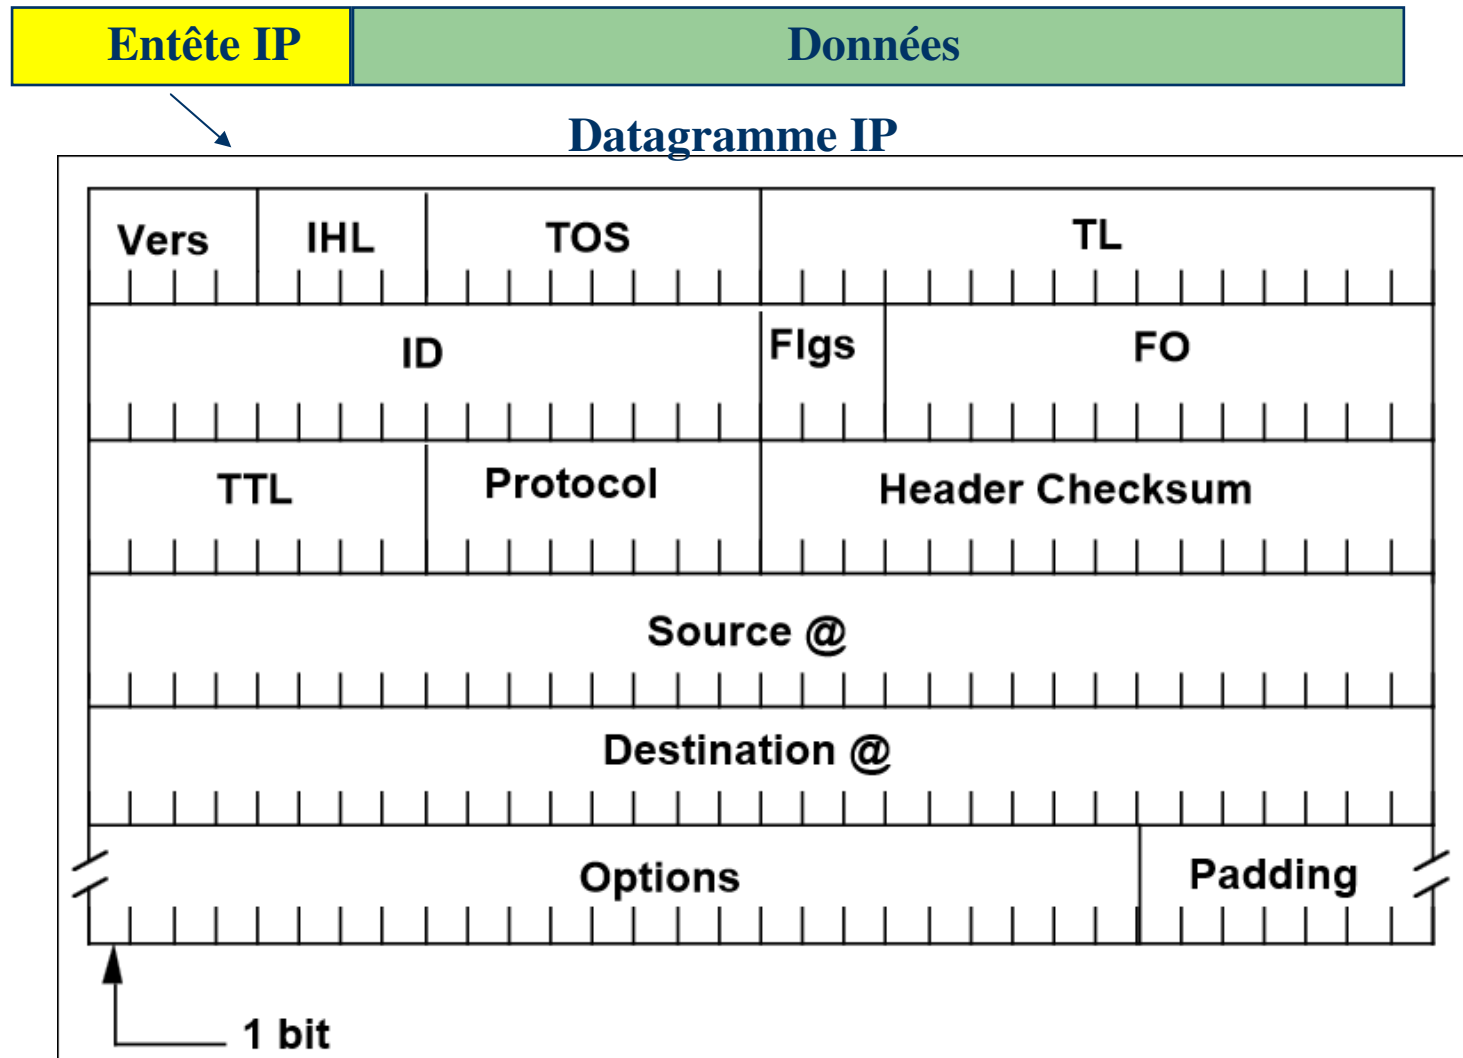 Entête IP Données
Datagramme IP
Vers IHL TOS TL
ID Flgs FO
TTL Protocol Header Checksum
Source @
Destination @
Options Padding
1 bit